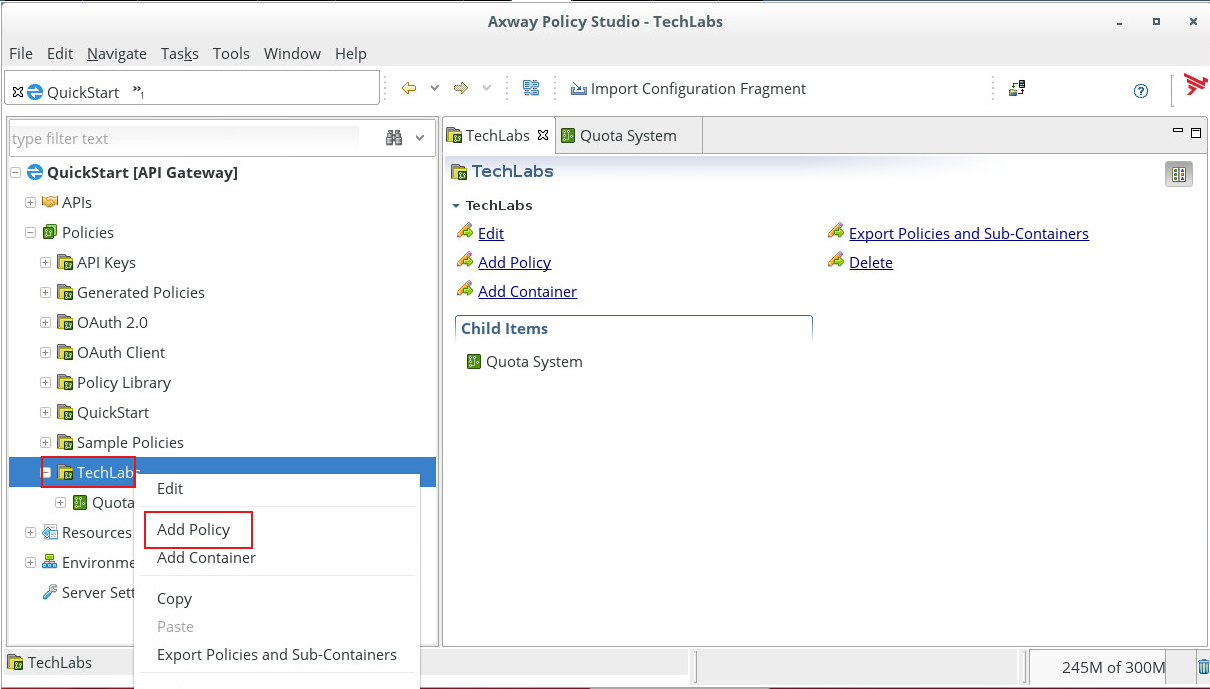 Axway Policy Studio - TechLabs
File Edit Navigate Tasks Tools Window Help
QuickStart »1
Import Configuration Fragment
type filter text
QuickStart [API Gateway]
APIs
Policies
API Keys
Generated Policies
OAuth 2.0
OAuth Client
Policy Library
QuickStart
Sample Policies
TechLabs
Quota
Resources
Environme
Server Sett
Edit
Add Policy
Add Container
Copy
Paste
Export Policies and Sub-Containers
TechLabs Quota System
TechLabs
TechLabs
Edit Export Policies and Sub-Containers
Add Policy Delete
Add Container
Child Items
Quota System
TechLabs
245M of 300M